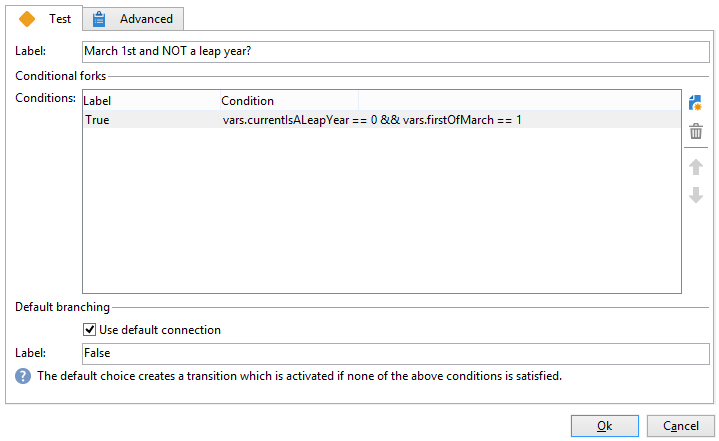 Test Advanced
Label: March 1st and NOT a leap year?
Conditional forks
Conditions: Label Condition
True vars.currentIsALeapYear == 0 && vars.firstOfMarch == 1
Default branching
Use default connection
Label: False
? The default choice creates a transition which is activated if none of the above conditions is satisfied.
Ok Cancel